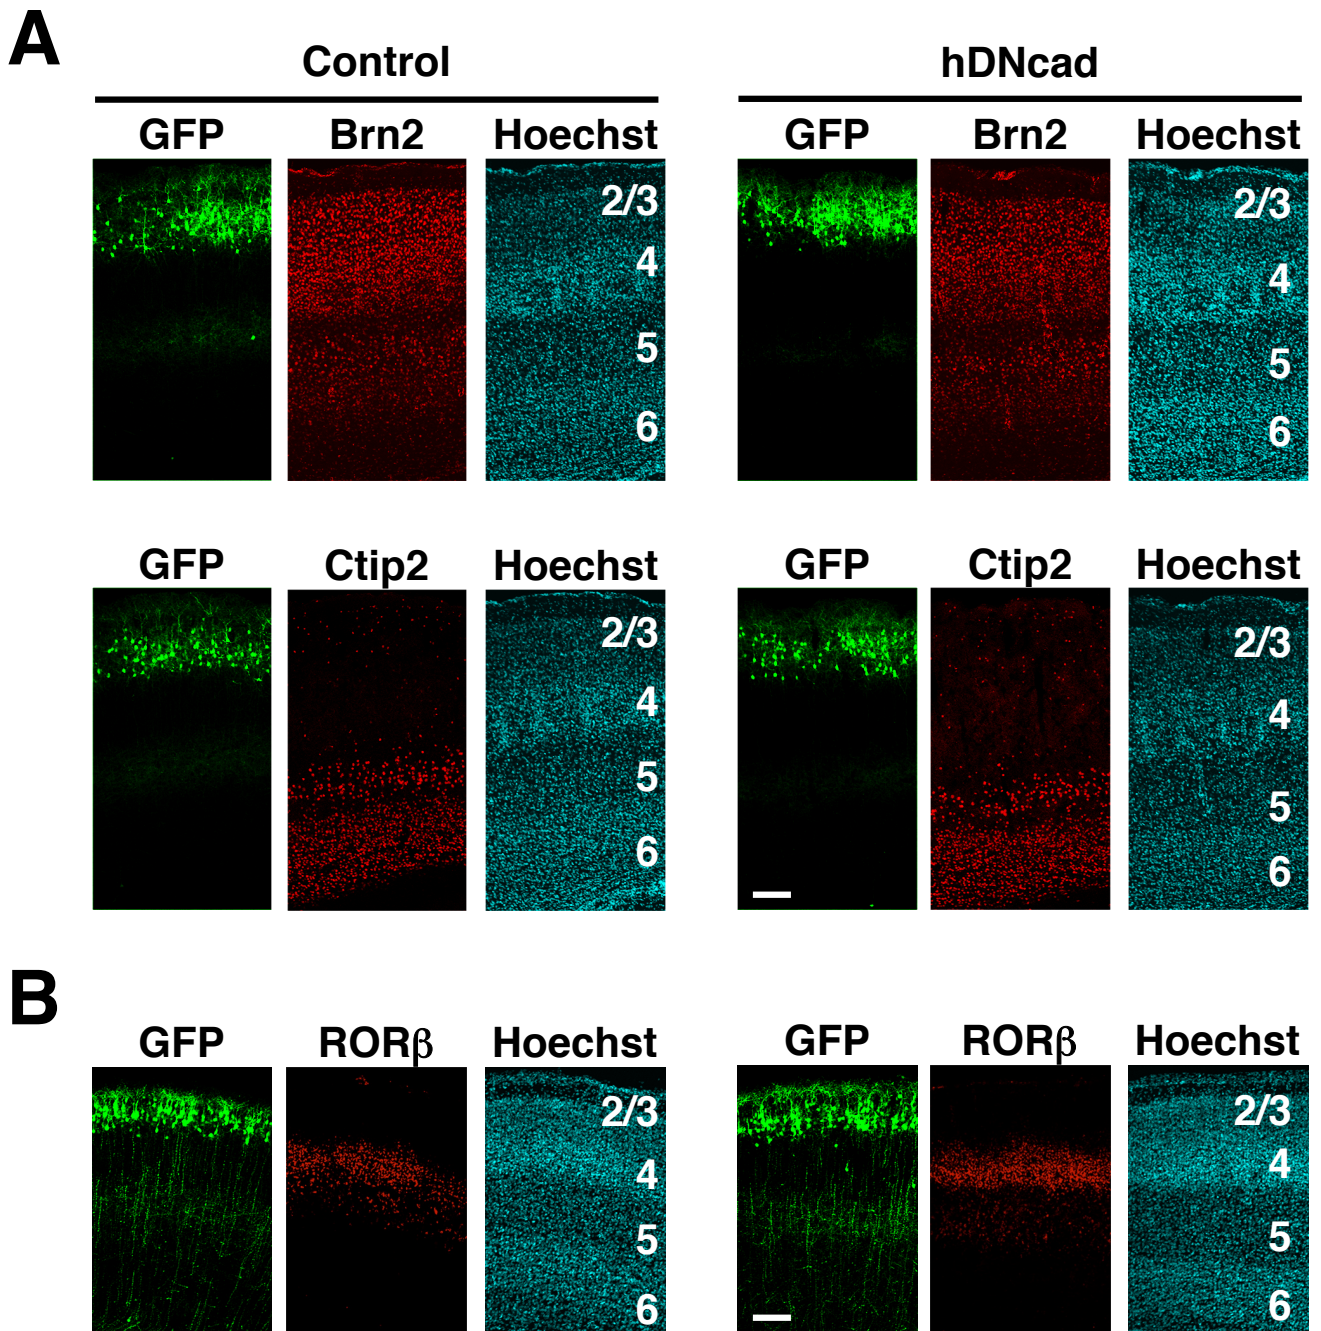 A
Control hDNcad
GFP Brn2 Hoechst GFP Brn2 Hoechst
2/3 2/3
4 4
5 5
6 6
GFP Ctip2 Hoechst GFP Ctip2 Hoechst
2/3 2/3
4 4
5 5
6 6
B
GFP RORβ Hoechst GFP RORβ Hoechst
2/3 2/3
4 4
5 5
6 6